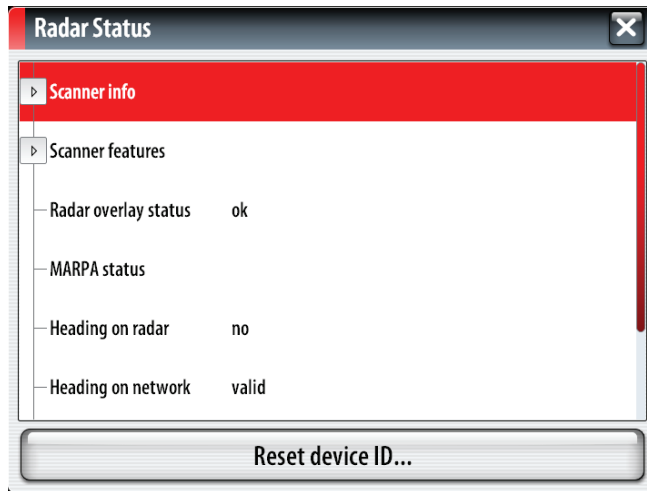 Radar Status
Scanner info
Scanner features
Radar overlay status ok
MARPA status
Heading on radar no
Heading on network valid
Reset device ID...